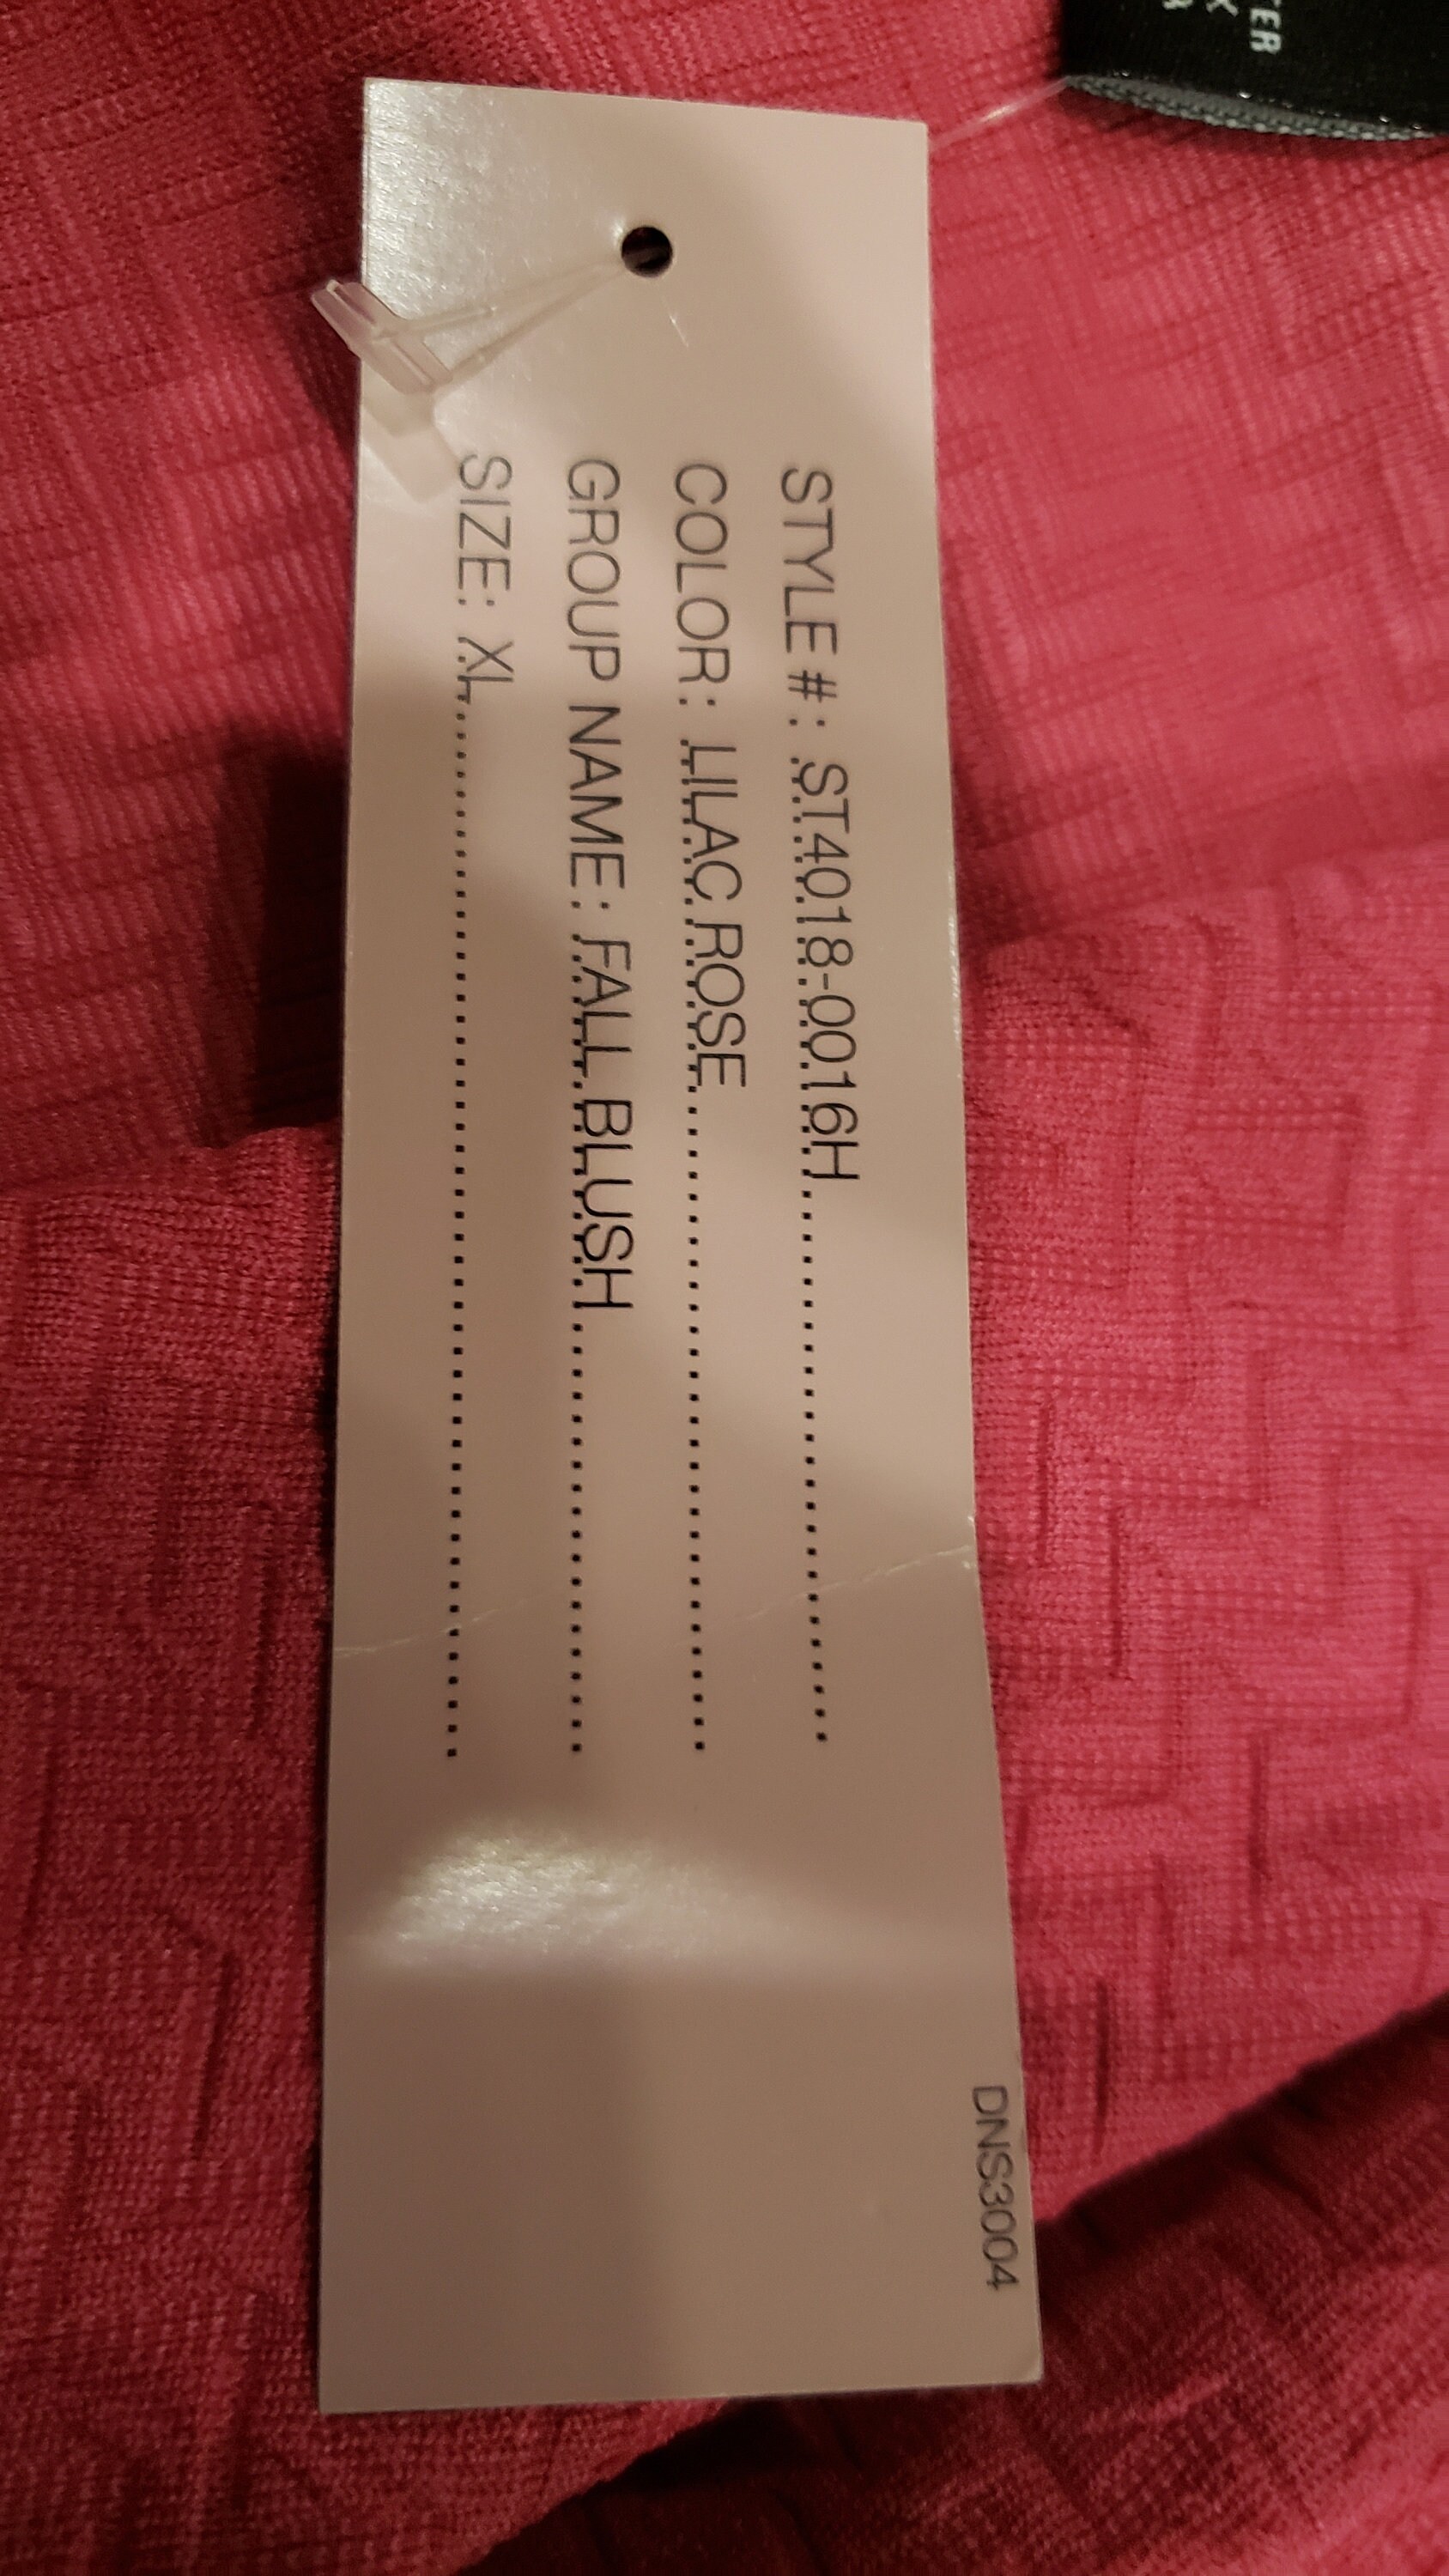 STYLE #: ST4018-0016H
COLOR: LILAC ROSE
GROUP NAME: FALL BLUSH
SIZE: XL
DNS3004